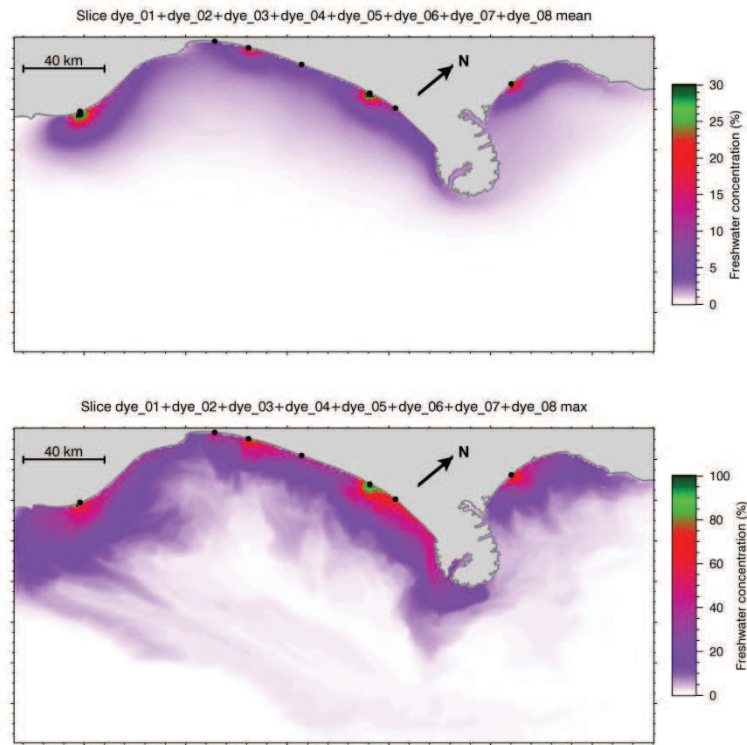 Slice dye_01+dye_02+dye_03+dye_04+dye_05+dye_06+dye_07+dye_08 mean
40 km
N
30
25
20
15
10
5
0
Freshwater concentration (%)
Slice dye_01+dye_02+dye_03+dye_04+dye_05+dye_06+dye_07+dye_08 max
40 km
N
100
80
60
40
20
0
Freshwater concentration (%)